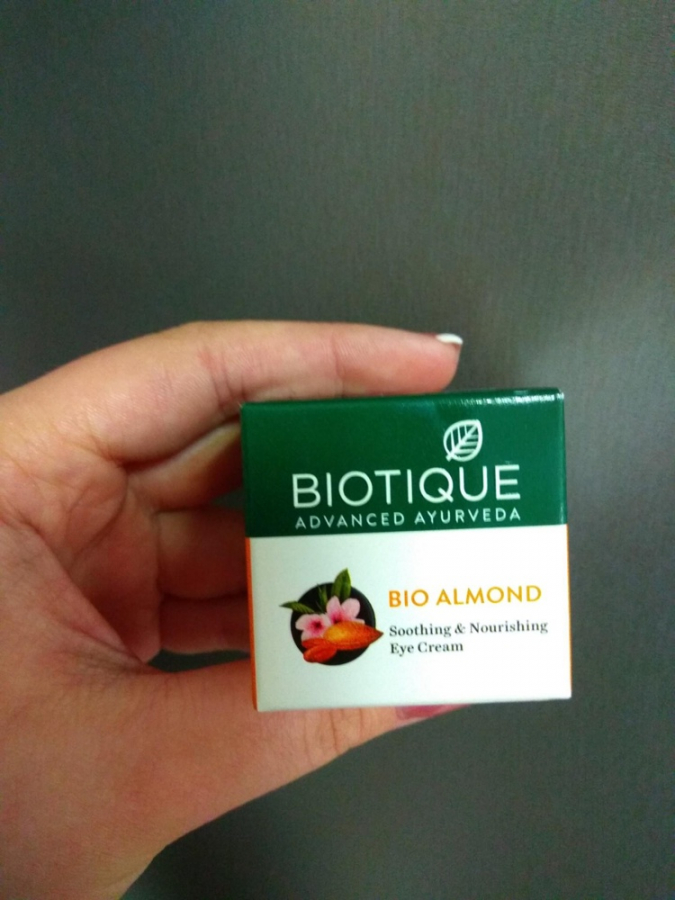 BIOTIQUE
ADVANCED AYURVEDA
BIO ALMOND
Soothing & Nourishing
Eye Cream